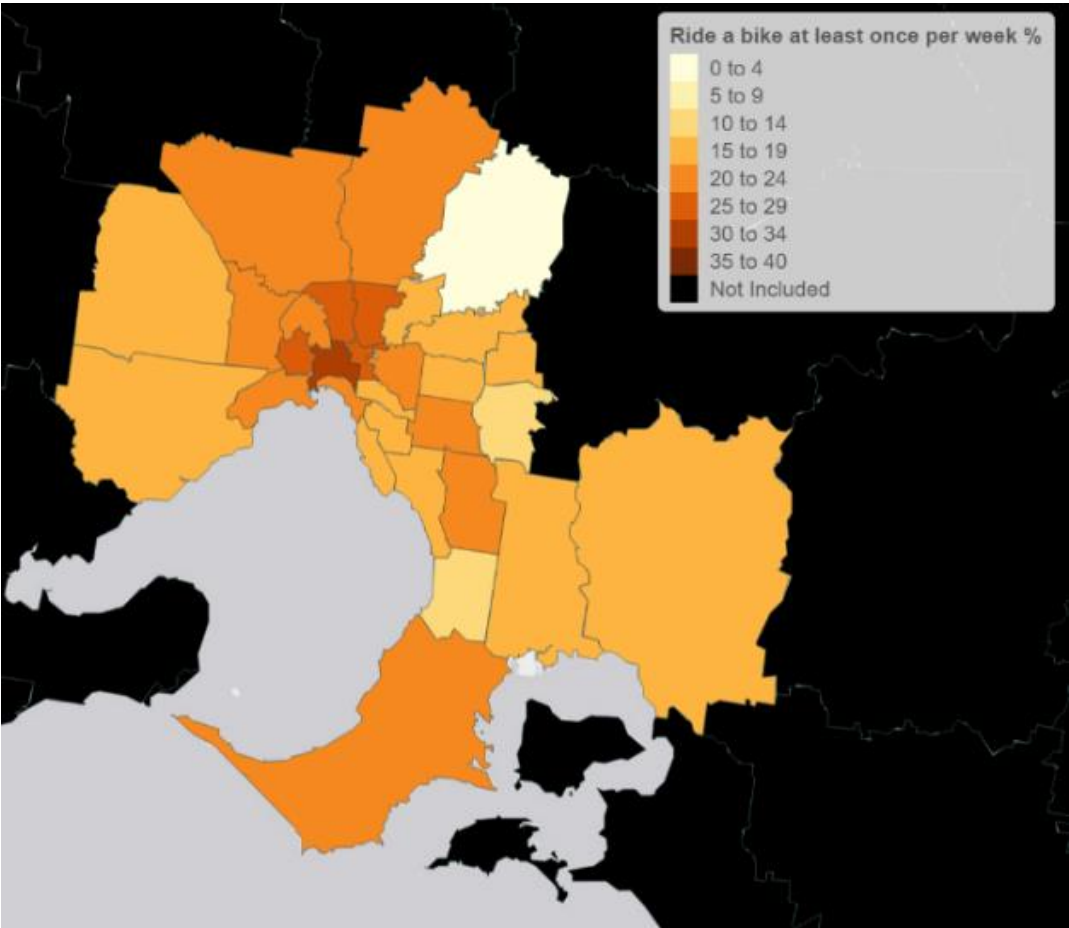 Ride a bike at least once per week %
0 to 4
5 to 9
10 to 14
15 to 19
20 to 24
25 to 29
30 to 34
35 to 40
Not Included